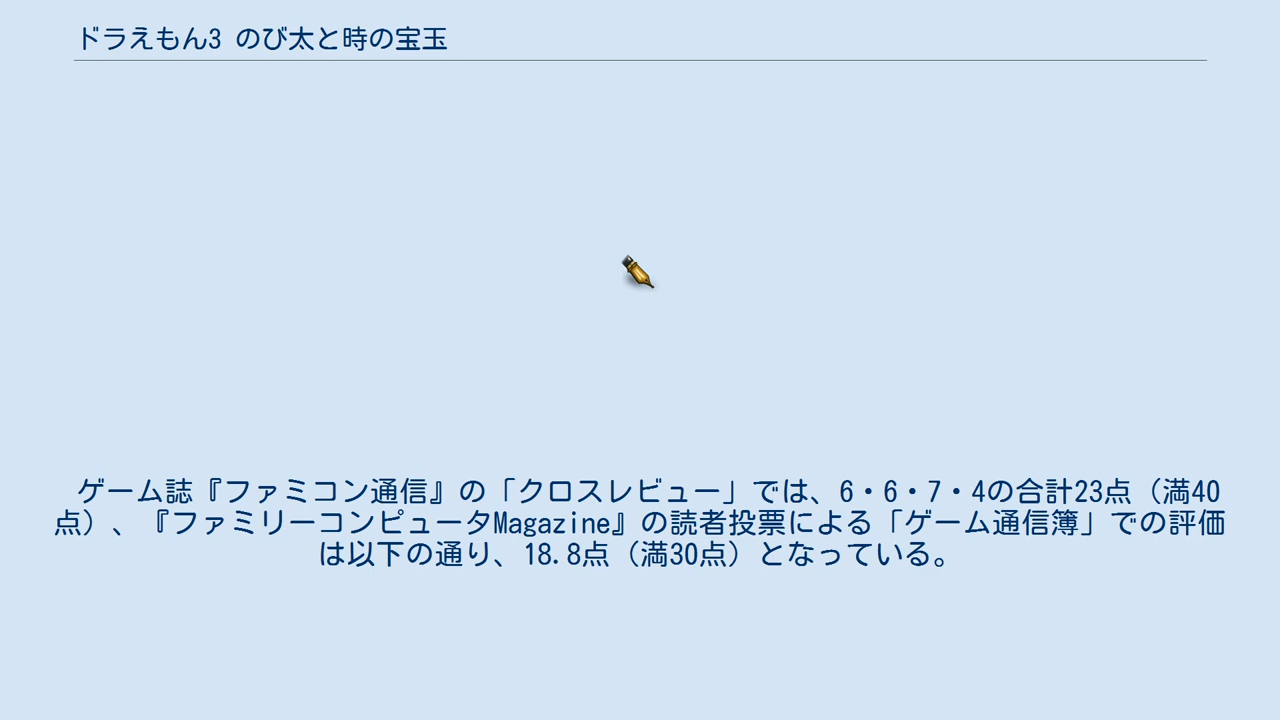 ドラえもん3 のび太と時の宝玉
ゲーム誌『ファミコン通信』の「クロスレビュー」では、6・6・7・4の合計23点（満40
点）、『ファミリーコンピュータMagazine』の読者投票による「ゲーム通信簿」での評価
は以下の通り、18.8点（満30点）となっている。